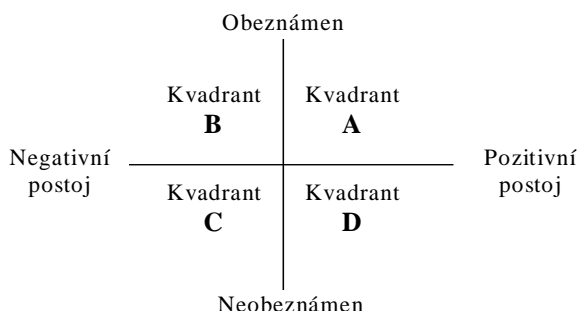 Obeznámen
Kvadrant Kvadrant
B A
Negativní Pozitivní
postoj postoj
Kvadrant Kvadrant
C D
Neobeznámen